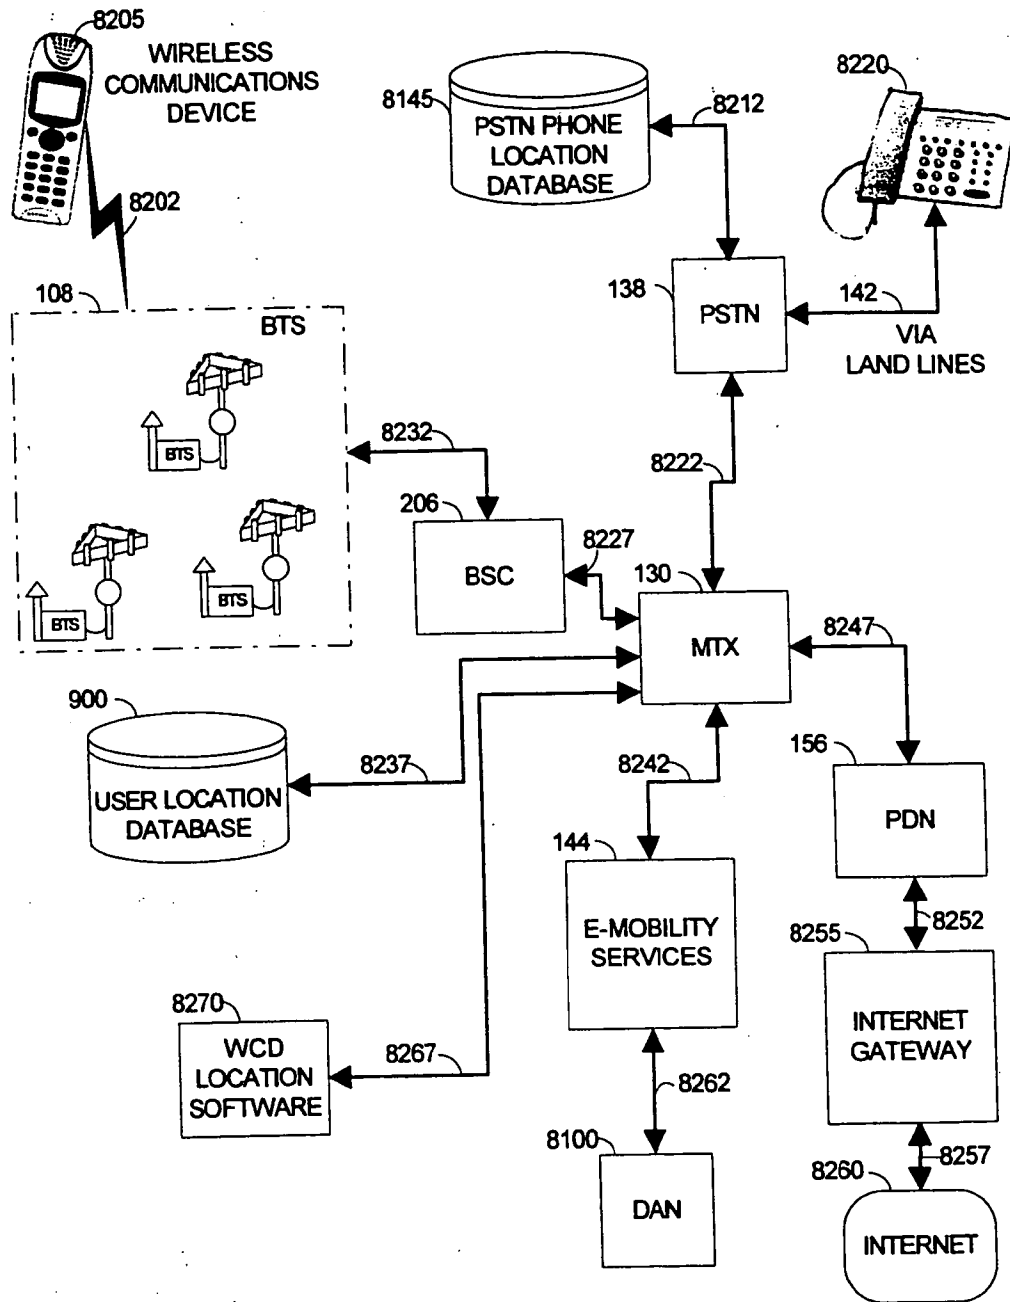 8205
WIRELESS
COMMUNICATIONS
DEVICE
8202
8145
PSTN PHONE
LOCATION
DATABASE
8212
8220
138
PSTN
142
VIA
LAND LINES
108
BTS
BTS
BTS
BTS
8232
8222
206
BSC
8227
130
MTX
8247
900
USER LOCATION
DATABASE
8237
8242
156
PDN
144
E-MOBILITY
SERVICES
8252
8255
INTERNET
GATEWAY
8270
WCD
LOCATION
SOFTWARE
8267
8262
8257
8100
DAN
8260
INTERNET